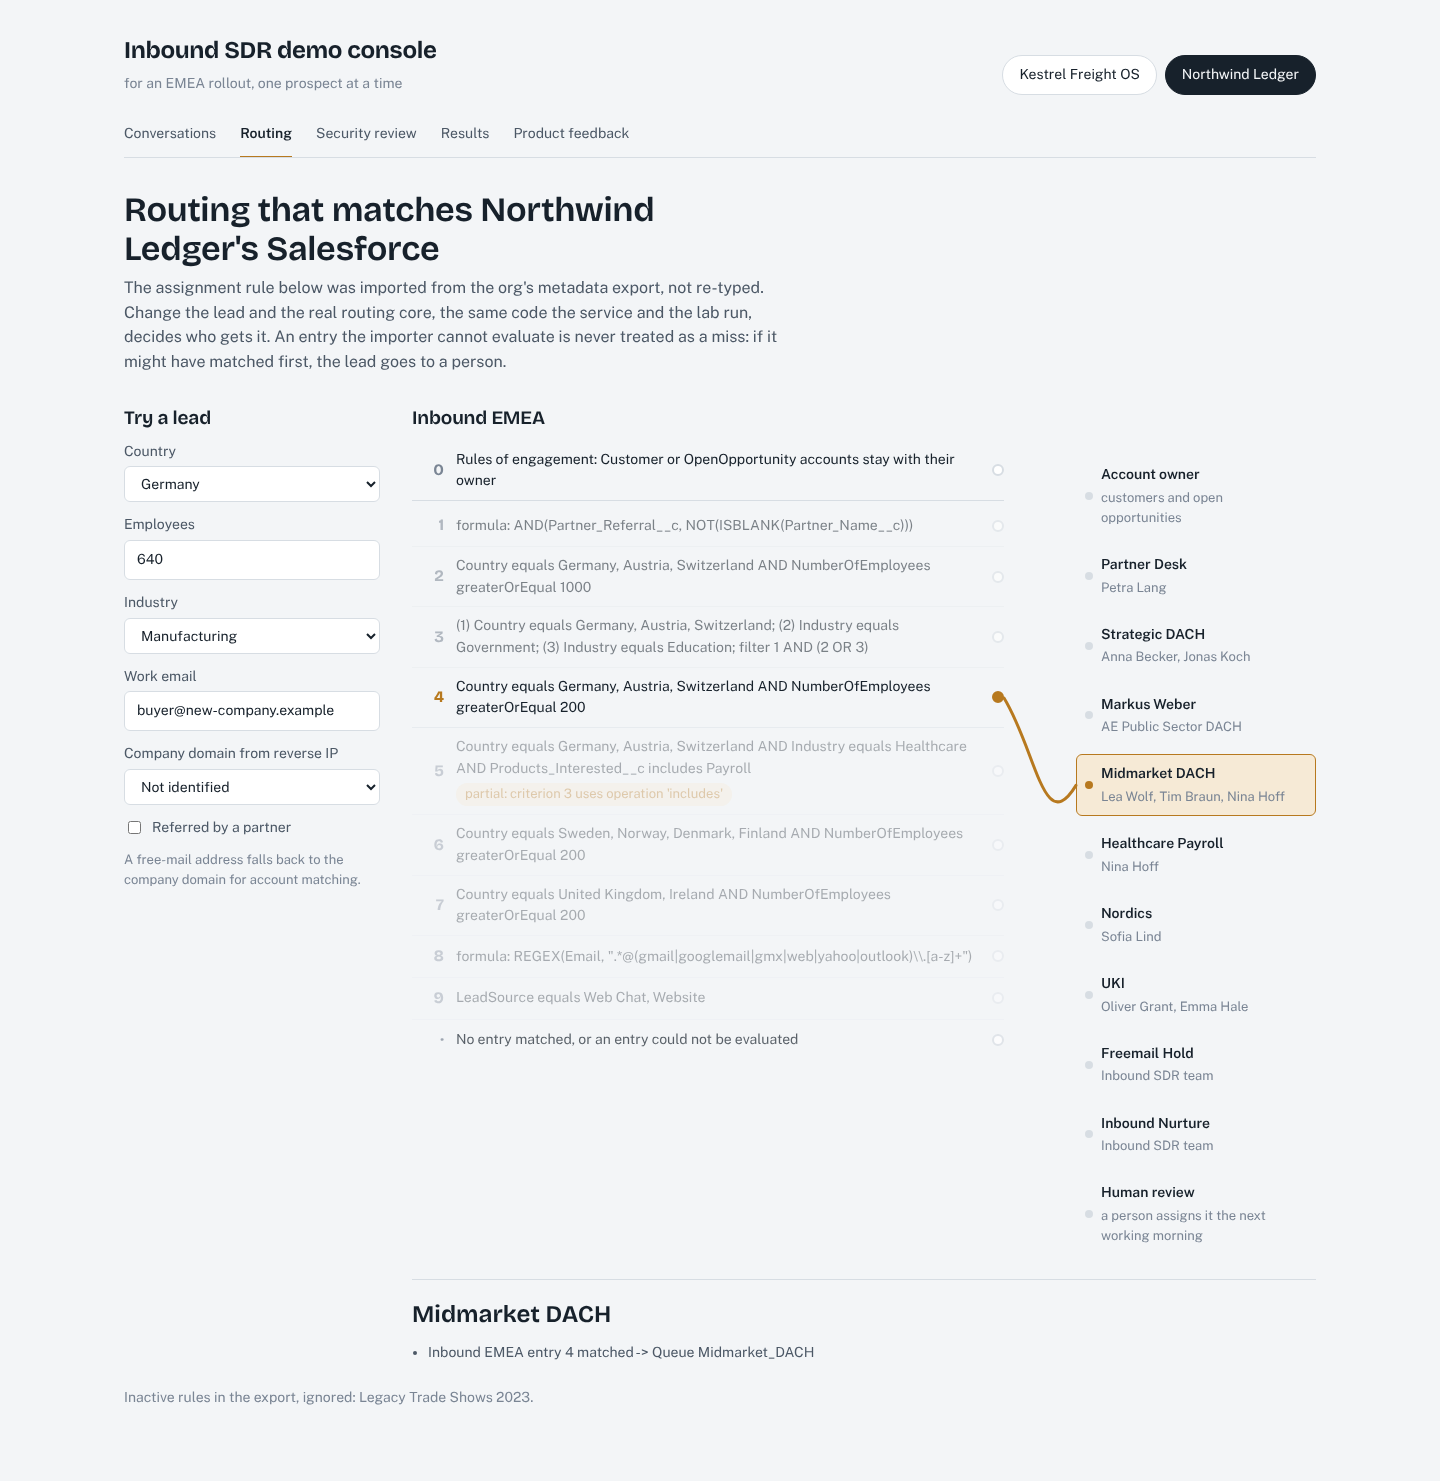 Inbound SDR demo console
for an EMEA rollout, one prospect at a time
Kestrel Freight OS
Northwind Ledger
Conversations
Routing
Security review
Results
Product feedback
Routing that matches Northwind
Ledger's Salesforce
The assignment rule below was imported from the org's metadata export, not re-typed.
Change the lead and the real routing core, the same code the service and the lab run,
decides who gets it. An entry the importer cannot evaluate is never treated as a miss: if it
might have matched first, the lead goes to a person.
Try a lead
Country
Germany
Employees
640
Industry
Manufacturing
Work email
buyer@new-company.example
Company domain from reverse IP
Not identified
Referred by a partner
A free-mail address falls back to the
company domain for account matching.
Inbound EMEA
0
Rules of engagement: Customer or OpenOpportunity accounts stay with their
owner
1
formula: AND(Partner_Referral__c, NOT(ISBLANK(Partner_Name__c)))
2
Country equals Germany, Austria, Switzerland AND NumberOfEmployees
greaterOrEqual 1000
3
(1) Country equals Germany, Austria, Switzerland; (2) Industry equals
Government; (3) Industry equals Education; filter 1 AND (2 OR 3)
4
Country equals Germany, Austria, Switzerland AND NumberOfEmployees
greaterOrEqual 200
5
Country equals Germany, Austria, Switzerland AND Industry equals Healthcare
AND Products_Interested__c includes Payroll
partial: criterion 3 uses operation 'includes'
6
Country equals Sweden, Norway, Denmark, Finland AND NumberOfEmployees
greaterOrEqual 200
7
Country equals United Kingdom, Ireland AND NumberOfEmployees
greaterOrEqual 200
8
formula: REGEX(Email, ".*@(gmail|googlemail|gmx|web|yahoo|outlook)\\.[a-z]+")
9
LeadSource equals Web Chat, Website
· No entry matched, or an entry could not be evaluated
Account owner
customers and open
opportunities
Partner Desk
Petra Lang
Strategic DACH
Anna Becker, Jonas Koch
Markus Weber
AE Public Sector DACH
Midmarket DACH
Lea Wolf, Tim Braun, Nina Hoff
Healthcare Payroll
Nina Hoff
Nordics
Sofia Lind
UKI
Oliver Grant, Emma Hale
Freemail Hold
Inbound SDR team
Inbound Nurture
Inbound SDR team
Human review
a person assigns it the next
working morning
Midmarket DACH
• Inbound EMEA entry 4 matched -> Queue Midmarket_DACH
Inactive rules in the export, ignored: Legacy Trade Shows 2023.